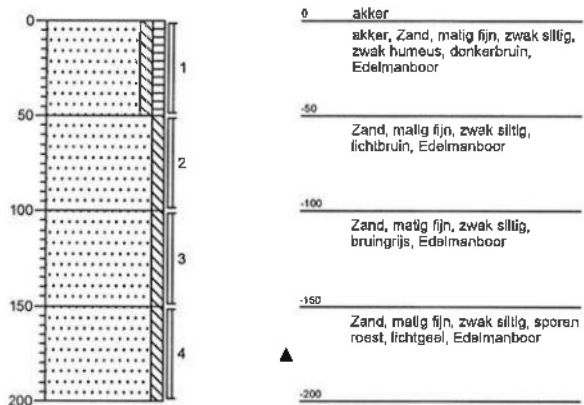 0
50
100
150
200
1
2
3
4
0 akker
akker, Zand, matig fijn, zwak siltig,
zwak humeus, donkerbruin,
Edelmanboor
-50
Zand, matig fijn, zwak siltig,
lichtbruin, Edelmanboor
-100
Zand, matig fijn, zwak siltig,
bruingrijs, Edelmanboor
-150
Zand, matig fijn, zwak siltig, sporen
roest, lichtgeel, Edelmanboor
-200